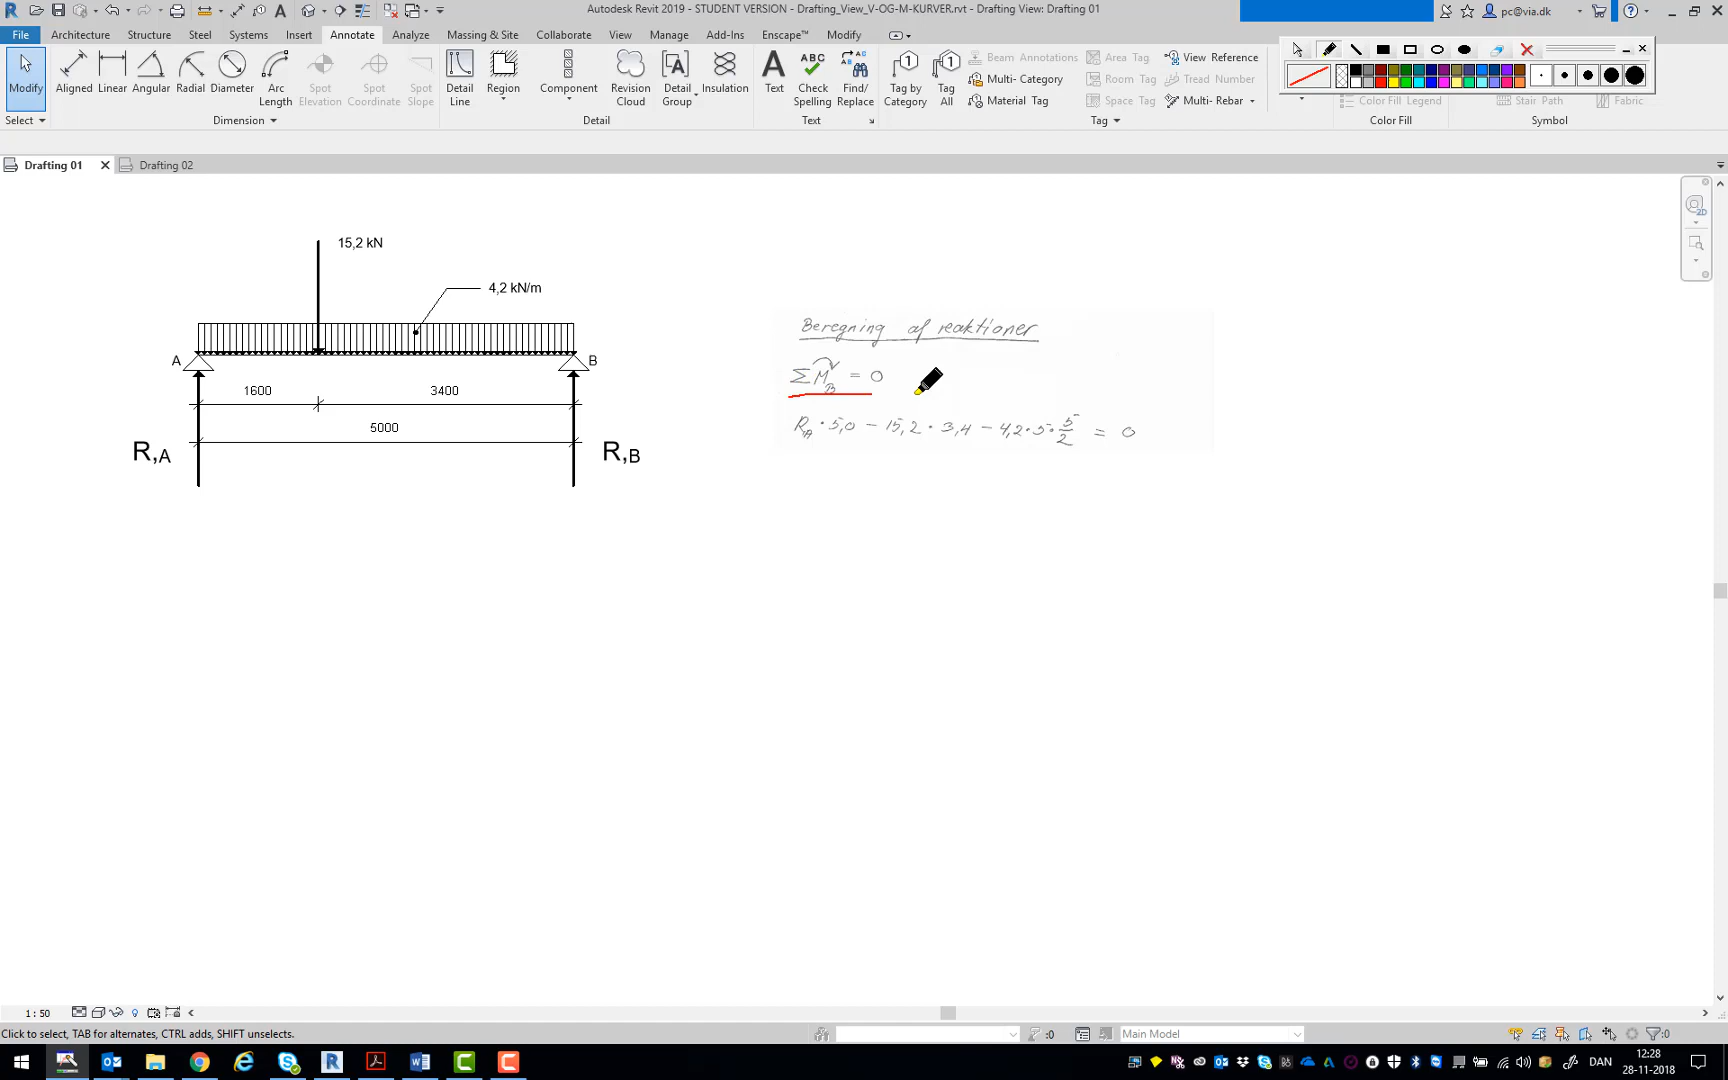 Autodesk Revit 2019 - STUDENT VERSION - Drafting_View_V-OG-M-KURVER.rvt - Drafting View: Drafting 01
pc@via.dk
File Architecture Structure Steel Systems Insert Annotate Analyze Massing & Site Collaborate View Manage Add-Ins Enscape™ Modify
Modify
Select
Aligned Linear Angular Radial Diameter Arc Length Spot Elevation Spot Coordinate Spot Slope
Dimension
Detail Line Region Component Revision Cloud Detail Group Insulation
Detail
ABC
Text Check Spelling Find/ Replace
Text
Tag by Category Tag All Multi- Category Material Tag
Beam Annotations Area Tag View Reference
Room Tag Tread Number
Space Tag Multi- Rebar
Tag
Color Fill Legend
Color Fill
Stair Path Fabric
Symbol
Drafting 01 Drafting 02
2D
15,2 kN
4,2 kN/m
A B
1600 3400
5000
R,A R,B
Beregning af reaktioner
ΣM_B = 0
R_A · 5,0 − 15,2 · 3,4 − 4,2 · 5 · 5/2 = 0
1 : 50
Click to select, TAB for alternates, CTRL adds, SHIFT unselects.
:0
Main Model
:0
DAN
12:28
28-11-2018